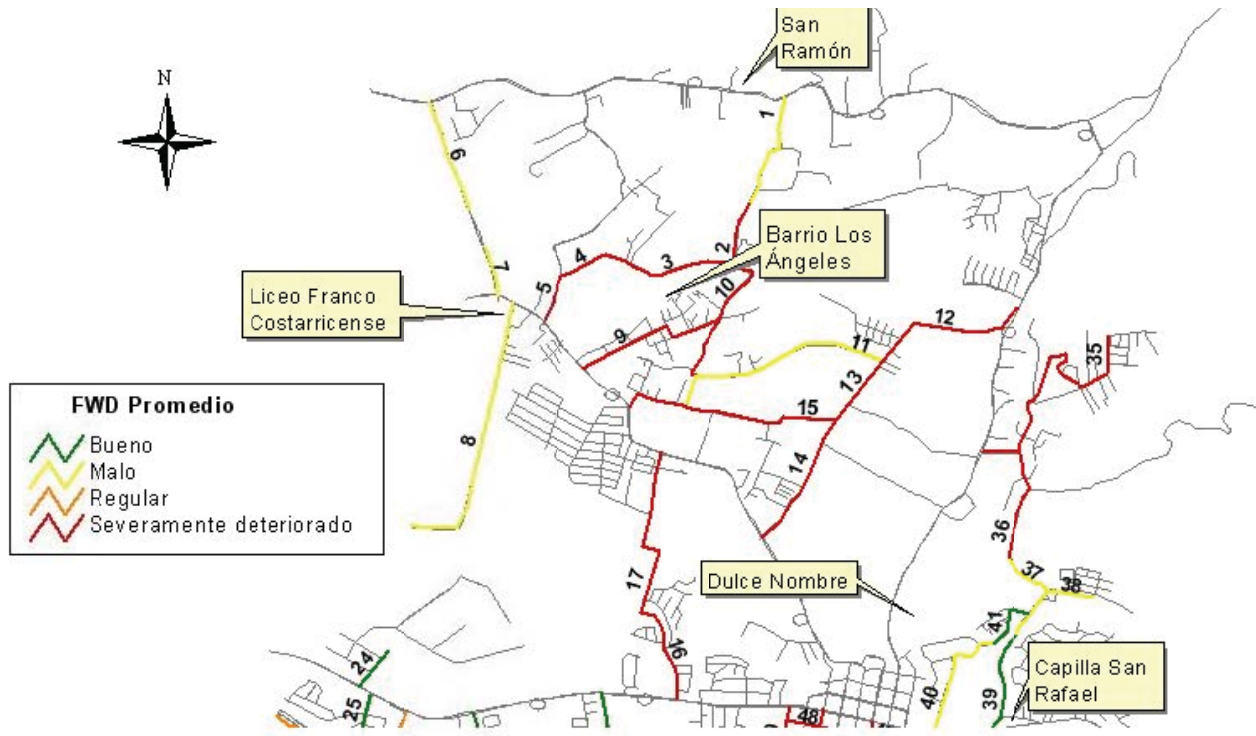 San
Ramón
N
1
6
Barrio Los
Ángeles
2
3
4
5
7
10
Liceo Franco
Costarricense
9
11
12
13
35
FWD Promedio
Bueno
Malo
Regular
Severamente deteriorado
8
15
14
36
17
Dulce Nombre
37
38
41
16
24
Capilla San
Rafael
25
40
39
48